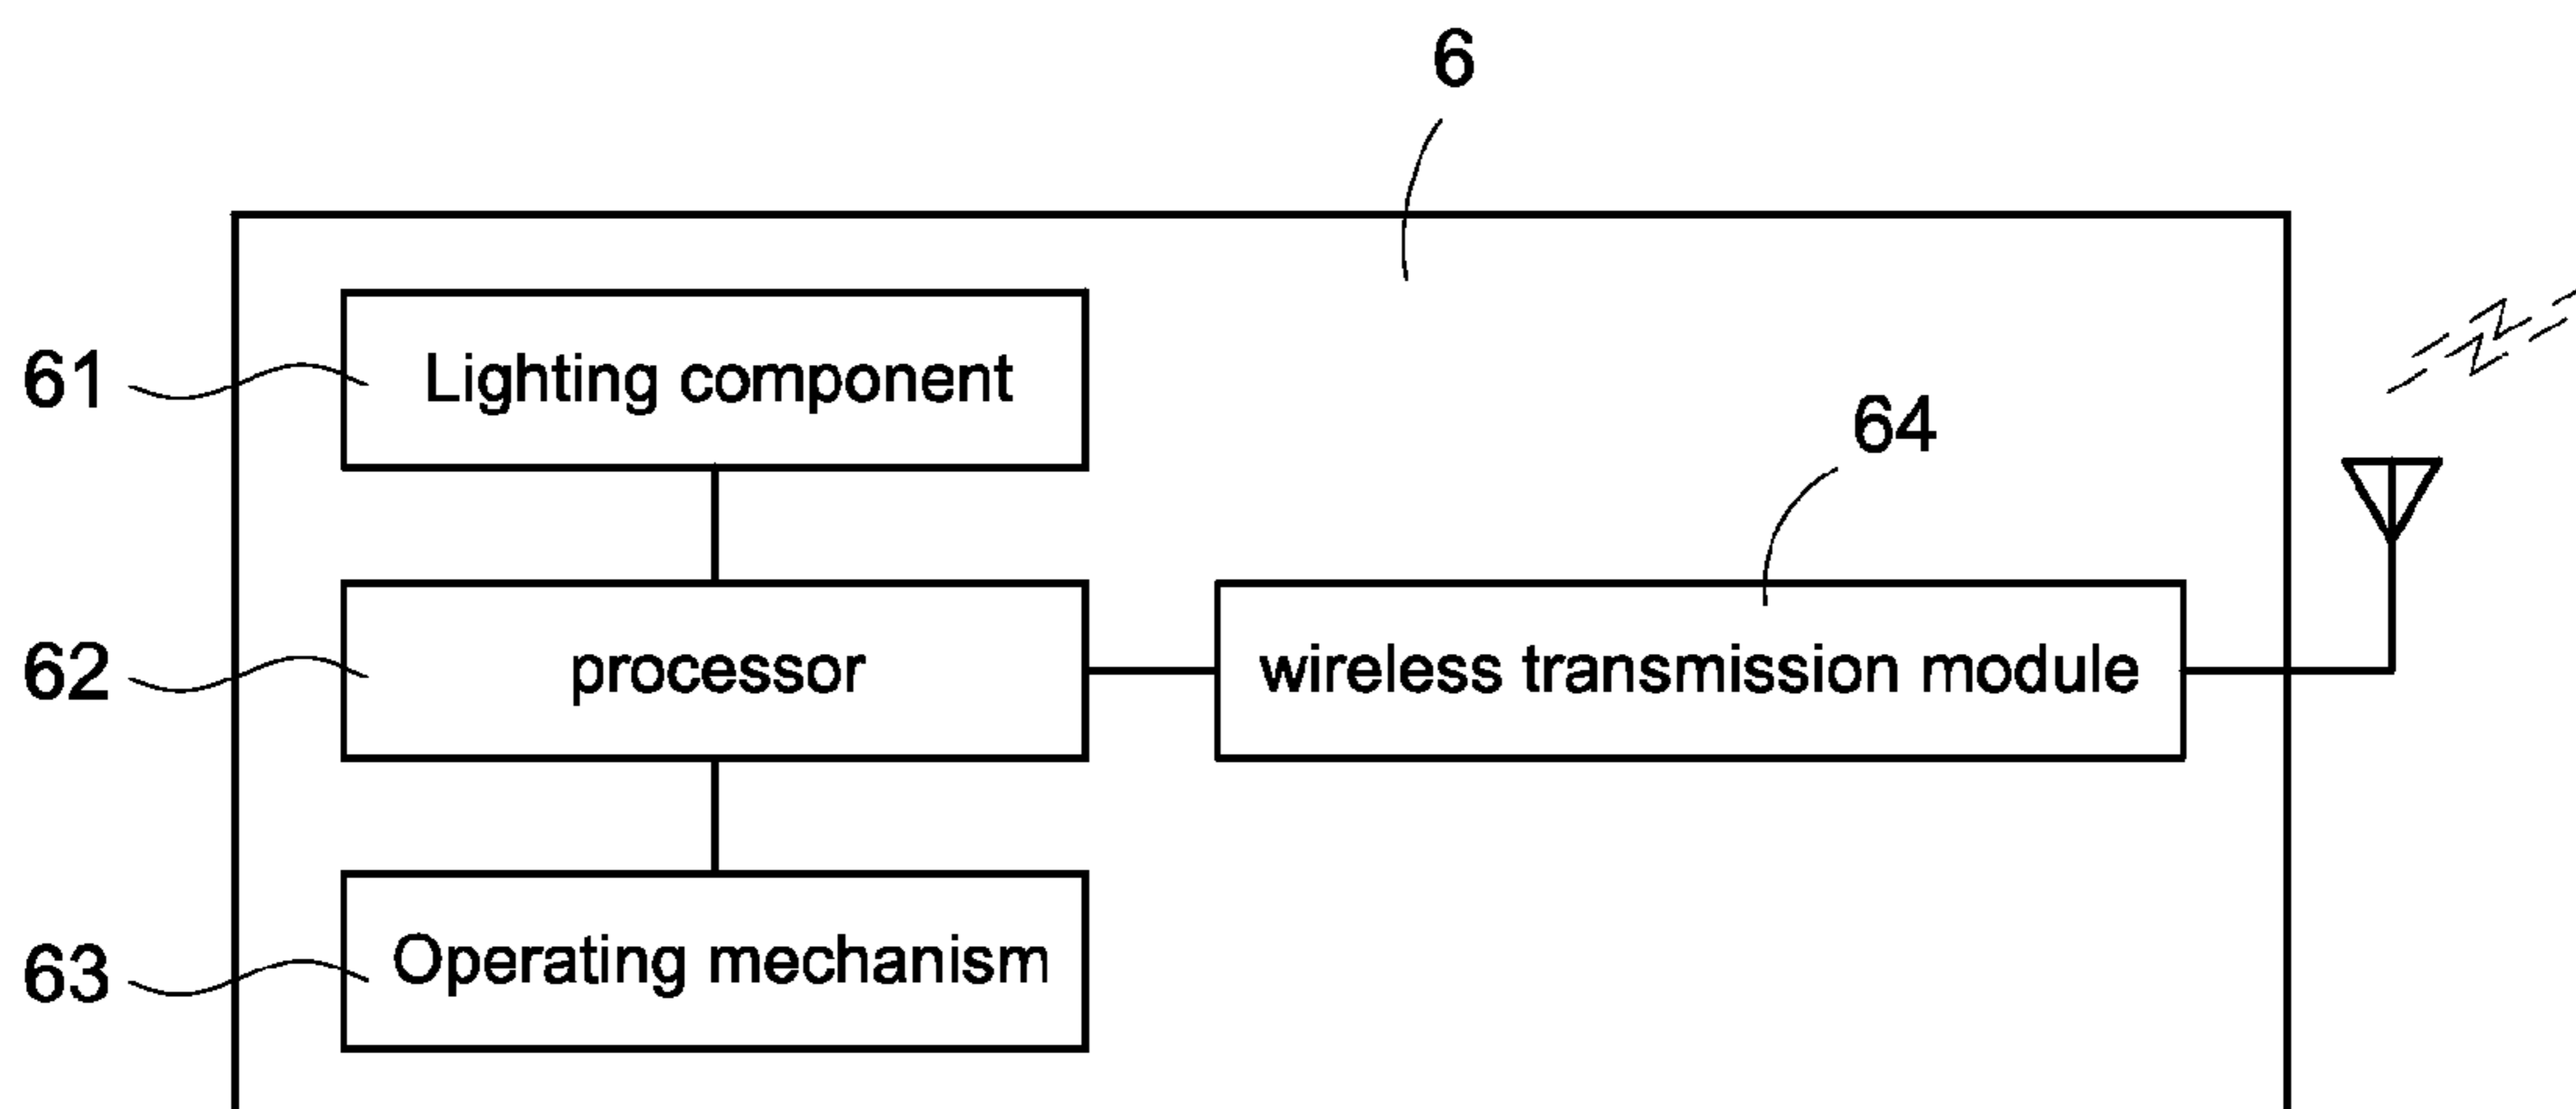 6
61
Lighting component
64
62
processor
wireless transmission module
63
Operating mechanism